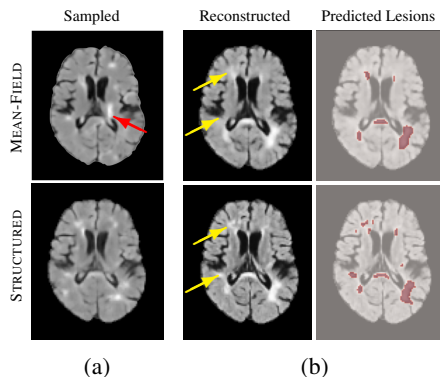 Sampled
Reconstructed
Predicted Lesions
MEAN-FIELD
STRUCTURED
(a)
(b)